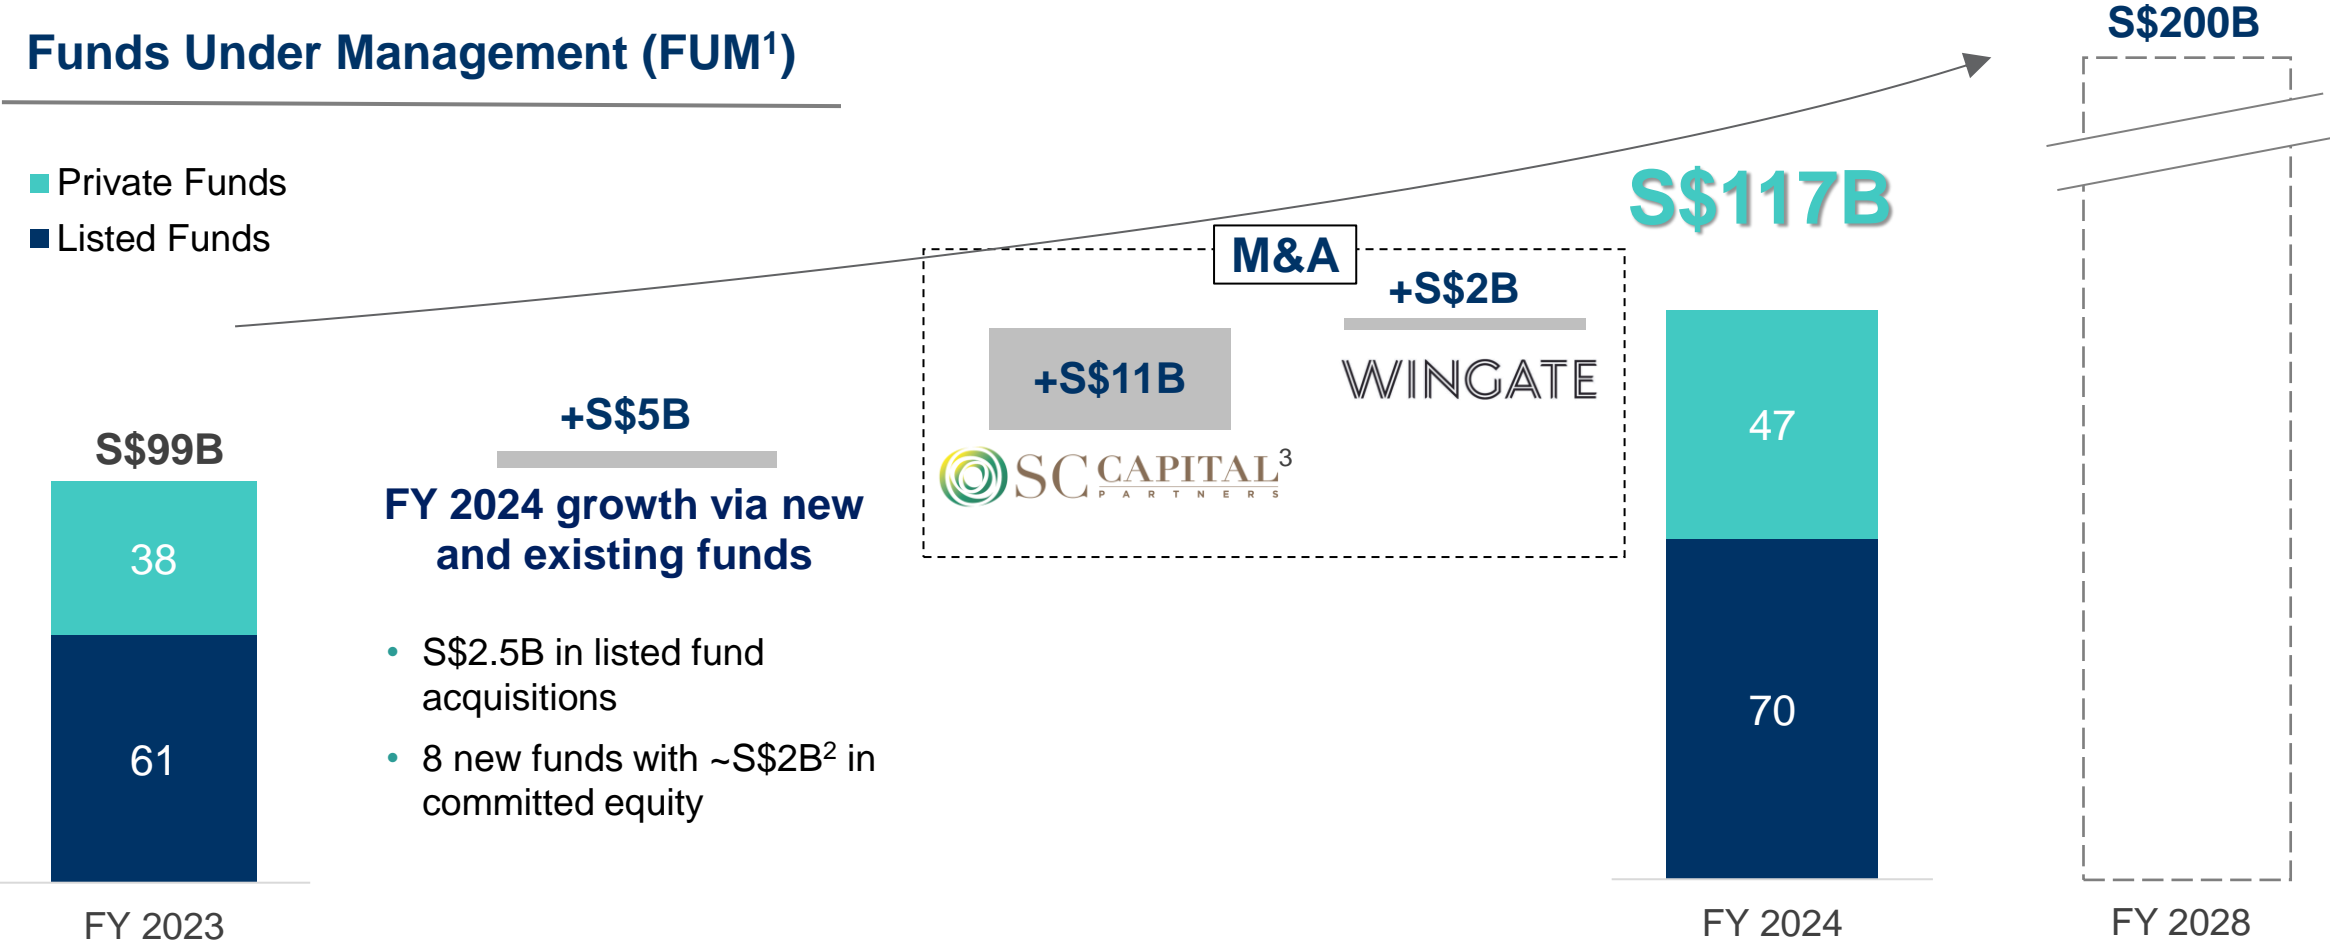 Funds Under Management (FUM¹)
Private Funds
Listed Funds
S$99B
38
61
FY 2023
+S$5B
FY 2024 growth via new
and existing funds
• S$2.5B in listed fund
acquisitions
• 8 new funds with ~S$2B² in
committed equity
M&A
+S$11B
SC CAPITAL³
PARTNERS
+S$2B
WINGATE
S$117B
47
70
FY 2024
S$200B
FY 2028